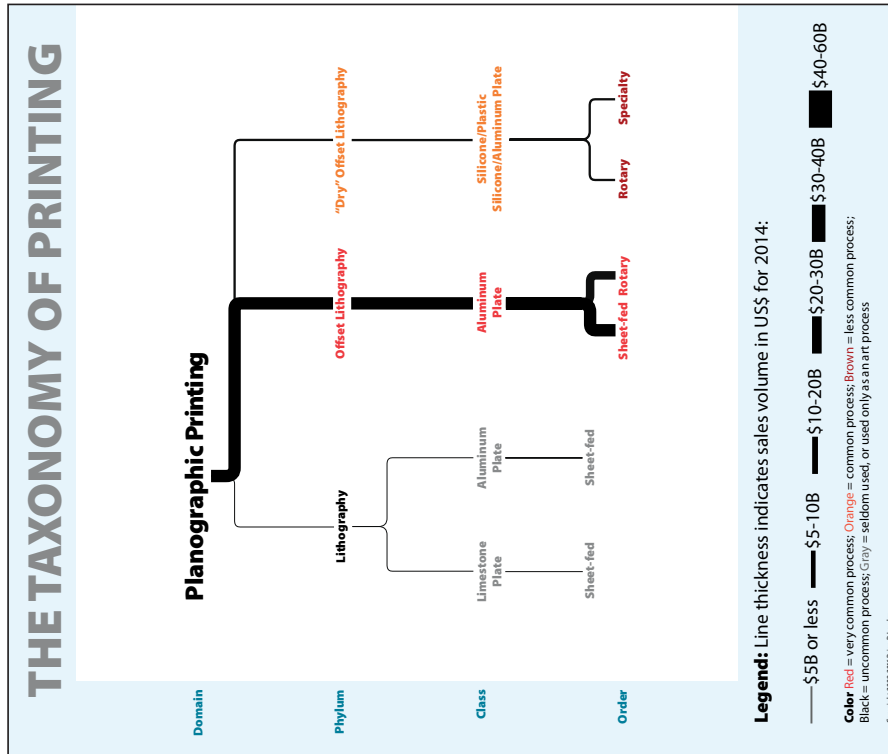 THE TAXONOMY OF PRINTING
Domain
Planographic Printing
Phylum
Lithography
Offset Lithography
“Dry” Offset Lithography
Class
Limestone
Plate
Aluminum
Plate
Aluminum
Plate
Silicone/Plastic
Silicone/Aluminum Plate
Order
Sheet-fed
Sheet-fed
Sheet-fed Rotary
Rotary
Specialty
Legend: Line thickness indicates sales volume in US$ for 2014:
$5B or less $5-10B $10-20B $20-30B $30-40B $40-60B
Color Red = very common process; Orange = common process; Brown = less common process;
Black = uncommon process; Gray = seldom used, or used only as an art process